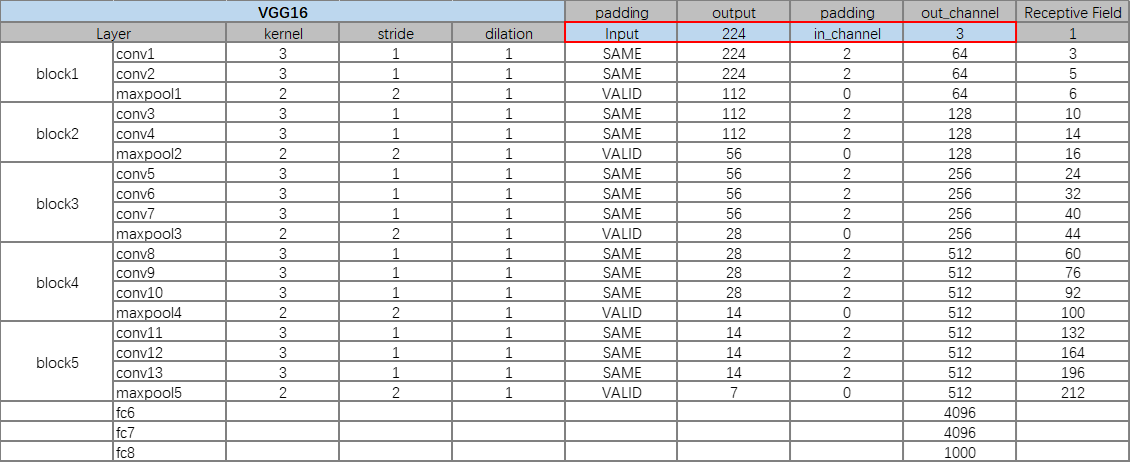 VGG16 padding output padding out_channel Receptive Field
Layer kernel stride dilation Input 224 in_channel 3 1
block1 conv1 3 1 1 SAME 224 2 64 3
conv2 3 1 1 SAME 224 2 64 5
maxpool1 2 2 1 VALID 112 0 64 6
block2 conv3 3 1 1 SAME 112 2 128 10
conv4 3 1 1 SAME 112 2 128 14
maxpool2 2 2 1 VALID 56 0 128 16
block3 conv5 3 1 1 SAME 56 2 256 24
conv6 3 1 1 SAME 56 2 256 32
conv7 3 1 1 SAME 56 2 256 40
maxpool3 2 2 1 VALID 28 0 256 44
block4 conv8 3 1 1 SAME 28 2 512 60
conv9 3 1 1 SAME 28 2 512 76
conv10 3 1 1 SAME 28 2 512 92
maxpool4 2 2 1 VALID 14 0 512 100
block5 conv11 3 1 1 SAME 14 2 512 132
conv12 3 1 1 SAME 14 2 512 164
conv13 3 1 1 SAME 14 2 512 196
maxpool5 2 2 1 VALID 7 0 512 212
fc6 4096
fc7 4096
fc8 1000